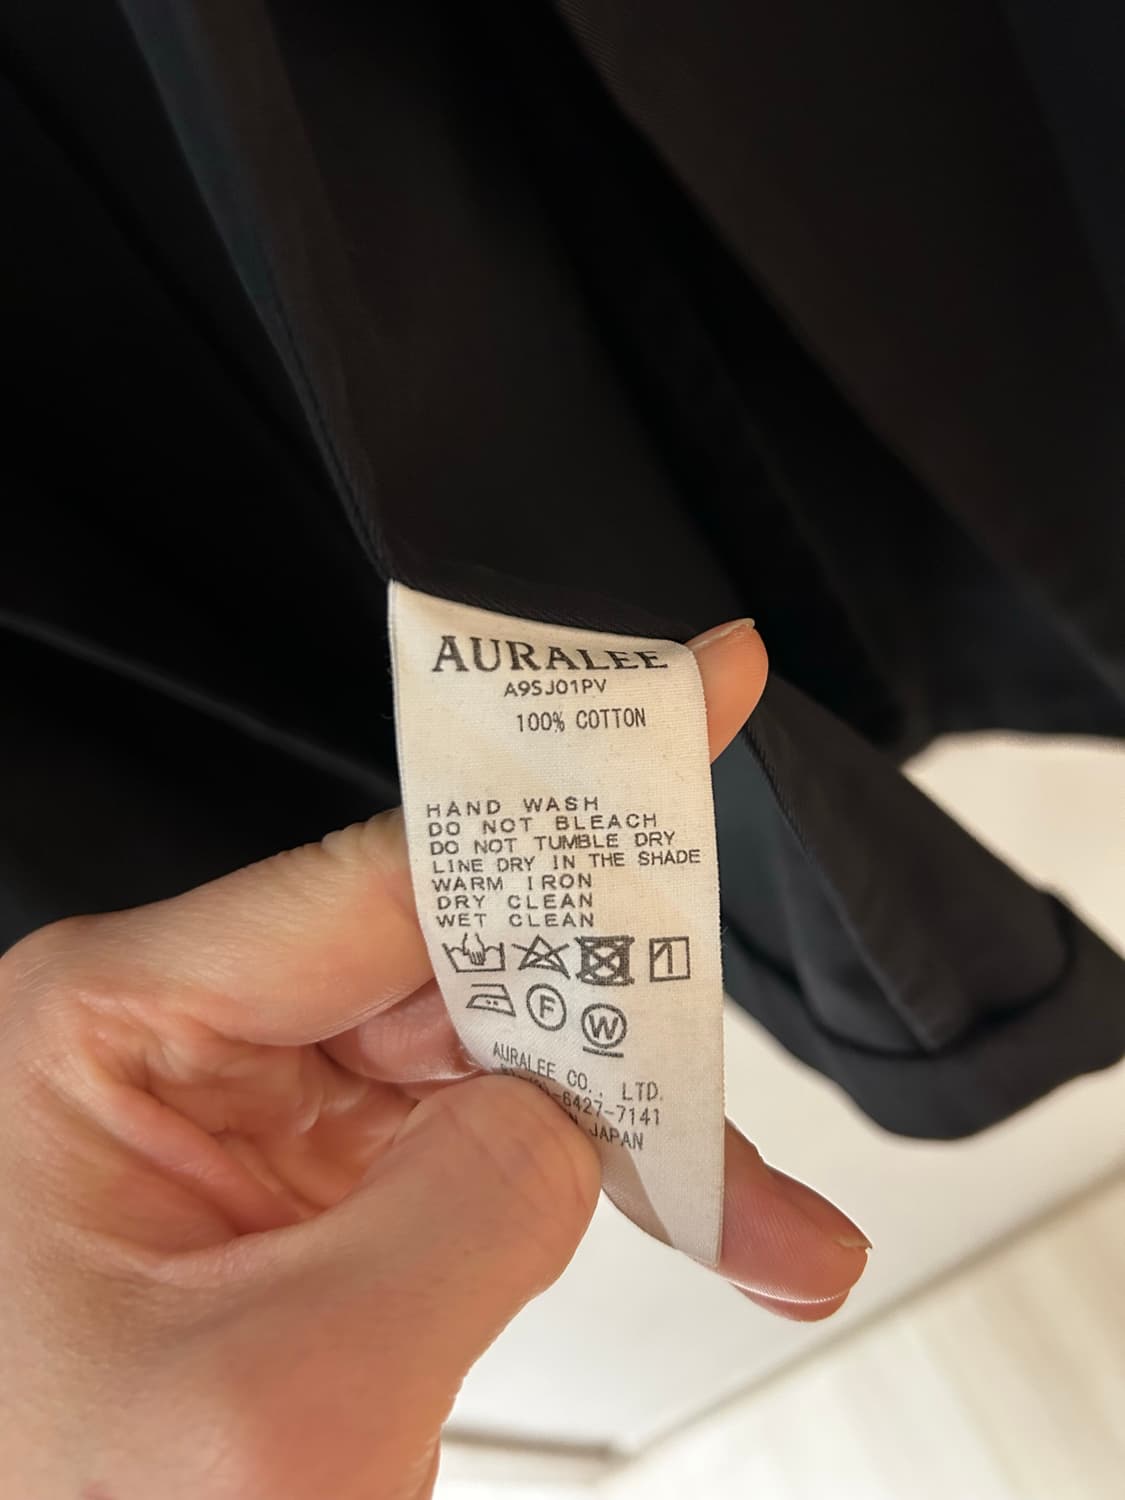 AURALEE
A9SJ01PV
100% COTTON
HAND WASH
DO NOT BLEACH
DO NOT TUMBLE DRY
LINE DRY IN THE SHADE
WARM IRON
DRY CLEAN
WET CLEAN
F
W
AURALEE CO., LTD.
-6427-7141
JAPAN